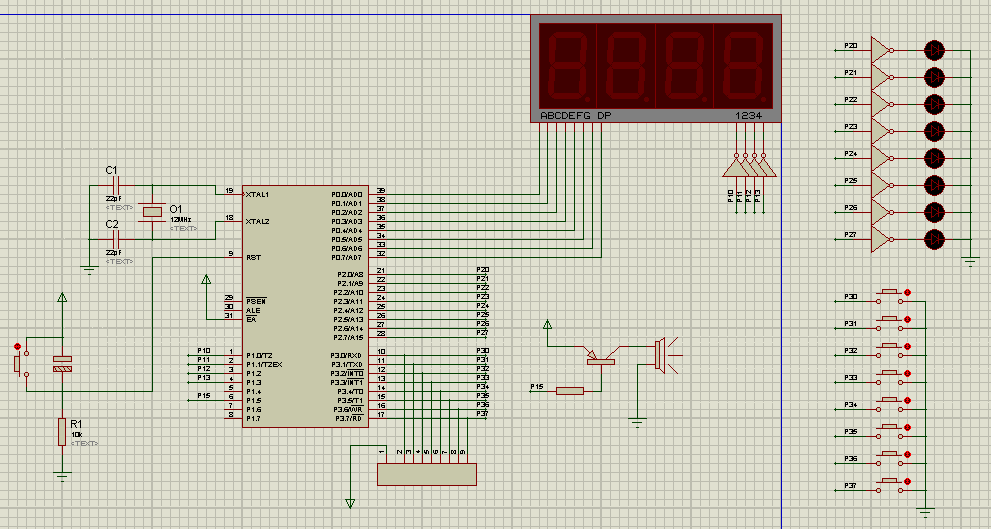 ABCDEFG DP
1234
P10
P11
P12
P13
P20
P21
P22
P23
P24
P25
P26
P27
C1
22pF
<TEXT>
O1
12MHz
<TEXT>
C2
22pF
<TEXT>
19
XTAL1
18
XTAL2
9
RST
29
PSEN
30
ALE
31
EA
P10
1
P1.0/T2
P11
2
P1.1/T2EX
P12
3
P1.2
P13
4
P1.3
5
P1.4
P15
6
P1.5
7
P1.6
8
P1.7
P0.0/AD0
39
P0.1/AD1
38
P0.2/AD2
37
P0.3/AD3
36
P0.4/AD4
35
P0.5/AD5
34
P0.6/AD6
33
P0.7/AD7
32
P2.0/A8
21
P20
P2.1/A9
22
P21
P2.2/A10
23
P22
P2.3/A11
24
P23
P2.4/A12
25
P24
P2.5/A13
26
P25
P2.6/A14
27
P26
P2.7/A15
28
P27
P3.0/RXD
10
P30
P3.1/TXD
11
P31
P3.2/INT0
12
P32
P3.3/INT1
13
P33
P3.4/T0
14
P34
P3.5/T1
15
P35
P3.6/WR
16
P36
P3.7/RD
17
P37
R1
10k
<TEXT>
1
2
3
4
5
6
7
8
9
P15
P30
P31
P32
P33
P34
P35
P36
P37